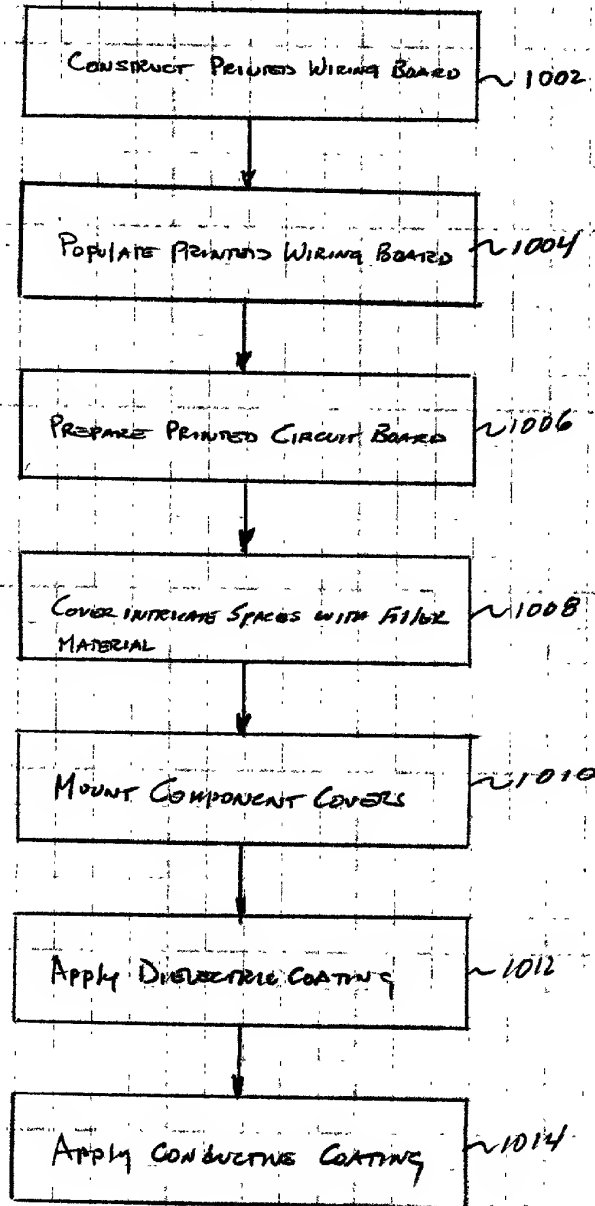 CONSTRUCT PRINTED WIRING BOARD
1002
POPULATE PRINTED WIRING BOARD
1004
PREPARE PRINTED CIRCUIT BOARD
1006
COVER INTRICATE SPACES WITH FILLER
MATERIAL
1008
MOUNT COMPONENT COVERS
1010
Apply DIELECTRIC COATING
1012
Apply CONDUCTIVE COATING
1014